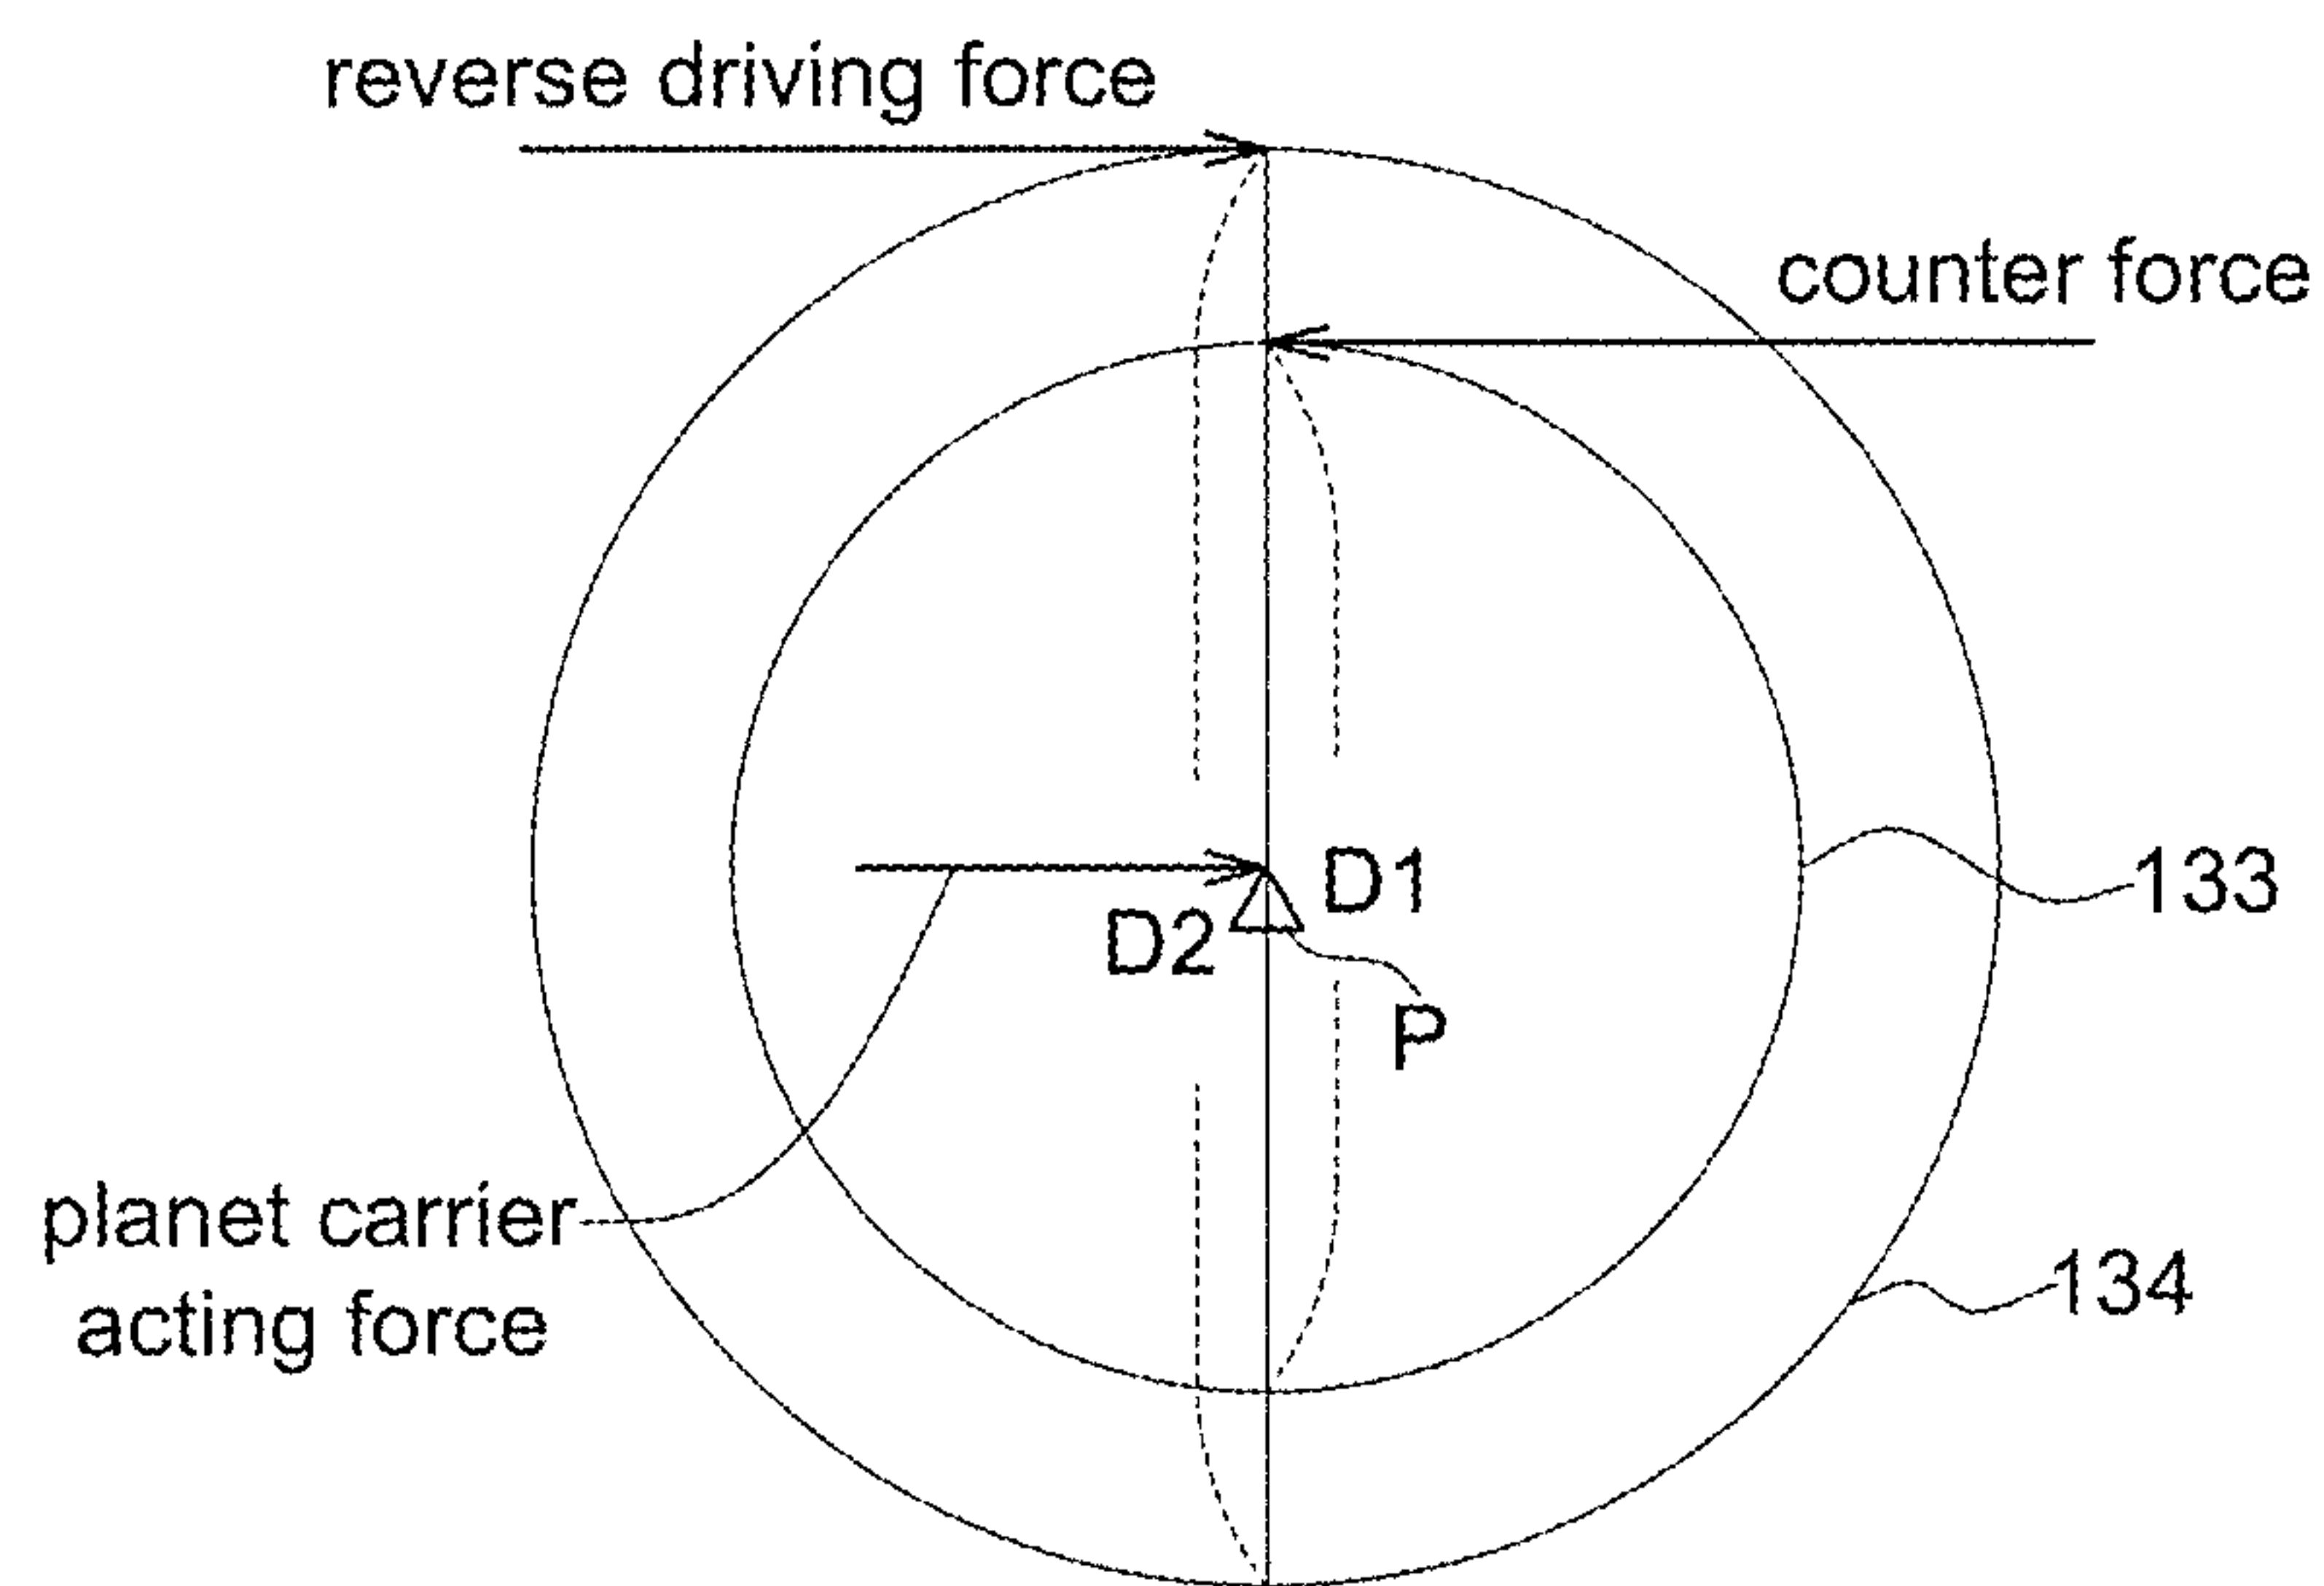 reverse driving force
counter force
D1
133
D2
P
planet carrier
acting force
134